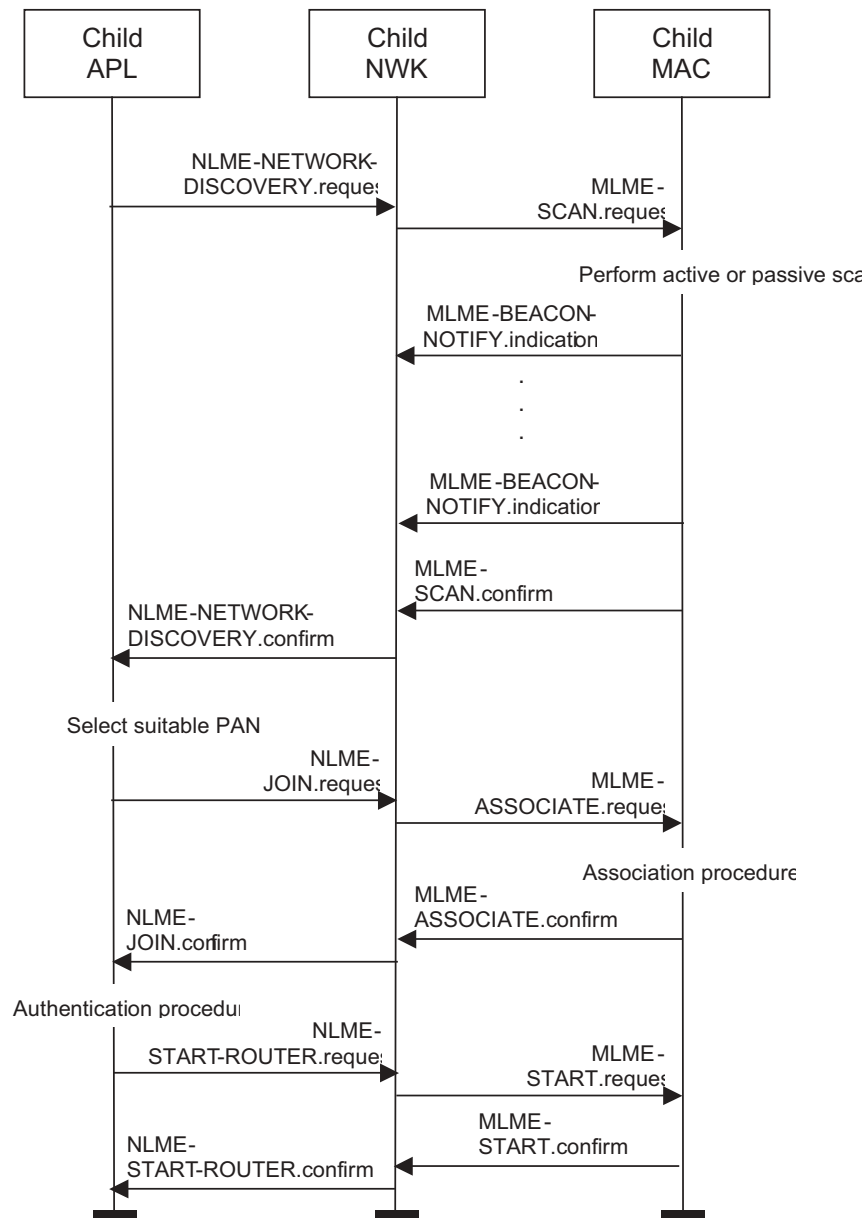 Child
APL
Child
NWK
Child
MAC
NLME-NETWORK-
DISCOVERY.reques
MLME-
SCAN.reques
Perform active or passive sca
MLME-BEACON-
NOTIFY.indication
.
.
.
MLME-BEACON-
NOTIFY.indication
MLME-
SCAN.confirm
NLME-NETWORK-
DISCOVERY.confirm
Select suitable PAN
NLME-
JOIN.reques
MLME-
ASSOCIATE.reques
Association procedure
MLME-
ASSOCIATE.confirm
NLME-
JOIN.confirm
Authentication procedu
NLME-
START-ROUTER.reques
MLME-
START.reques
MLME-
START.confirm
NLME-
START-ROUTER.confirm